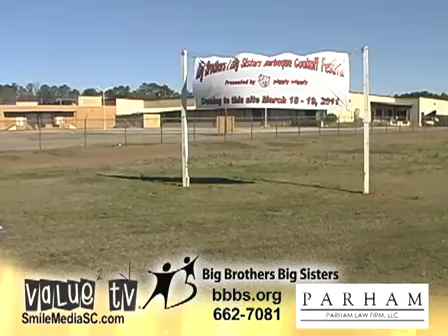 Big Brothers / Big Sisters Barbeque Cookoff Festival
Presented by piggly wiggly
Coming to this site March 18 - 19, 2011
value 2 tv
SmileMediaSC.com
Big Brothers Big Sisters
bbbs.org
662-7081
PARHAM
PARHAM LAW FIRM, LLC